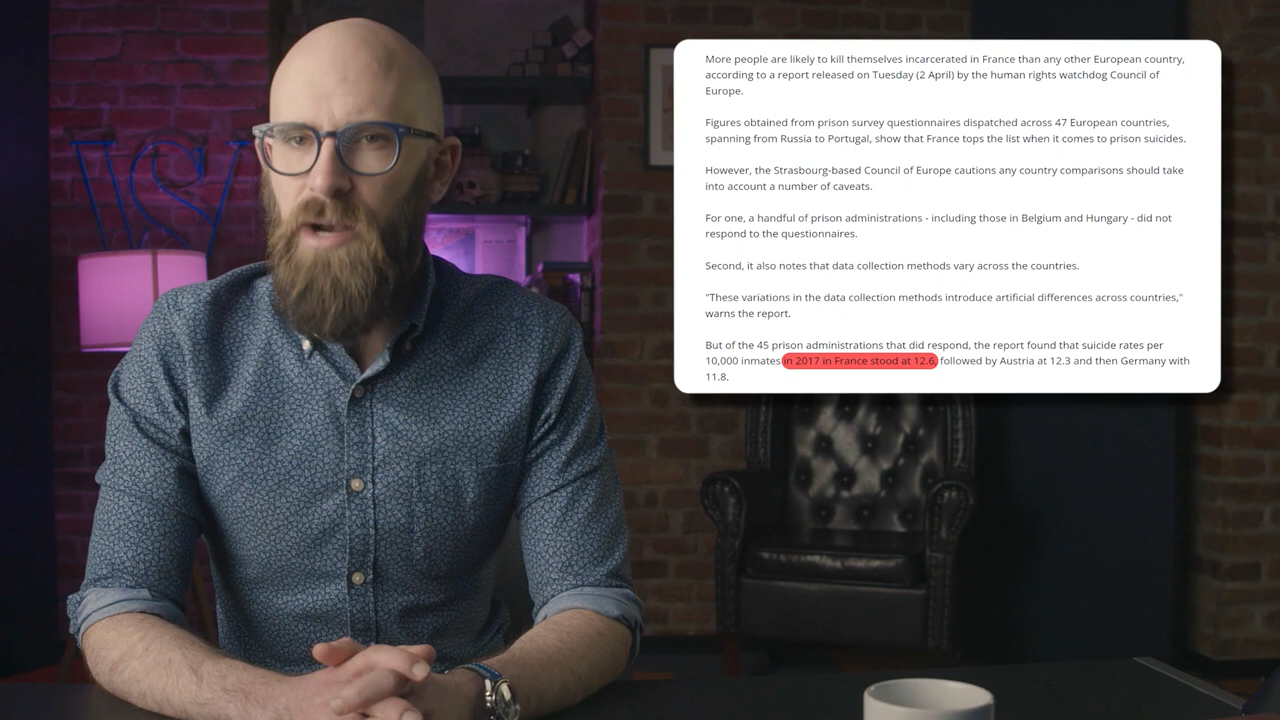 More people are likely to kill themselves incarcerated in France than any other European country,
according to a report released on Tuesday (2 April) by the human rights watchdog Council of
Europe.
Figures obtained from prison survey questionnaires dispatched across 47 European countries,
spanning from Russia to Portugal, show that France tops the list when it comes to prison suicides.
However, the Strasbourg-based Council of Europe cautions any country comparisons should take
into account a number of caveats.
For one, a handful of prison administrations - including those in Belgium and Hungary - did not
respond to the questionnaires.
Second, it also notes that data collection methods vary across the countries.
"These variations in the data collection methods introduce artificial differences across countries,"
warns the report.
But of the 45 prison administrations that did respond, the report found that suicide rates per
10,000 inmates in 2017 in France stood at 12.6, followed by Austria at 12.3 and then Germany with
11.8.